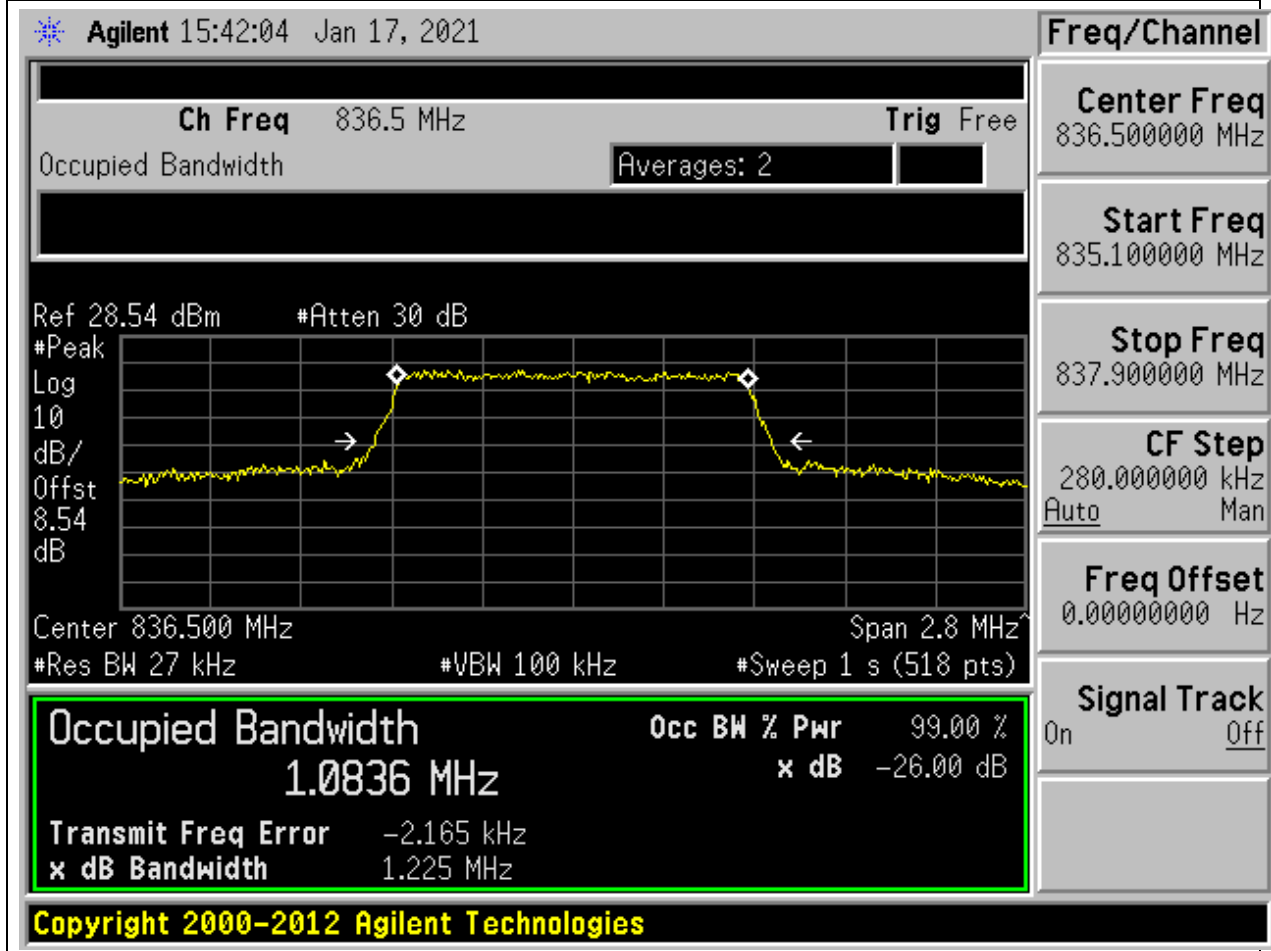 Agilent 15:42:04 Jan 17, 2021
Freq/Channel
Ch Freq 836.5 MHz Trig Free
Occupied Bandwidth Averages: 2
Center Freq
836.500000 MHz
Start Freq
835.100000 MHz
Stop Freq
837.900000 MHz
CF Step
280.000000 kHz
Auto Man
Freq Offset
0.00000000 Hz
Signal Track
On Off
Ref 28.54 dBm #Atten 30 dB
#Peak
Log
10
dB/
Offst
8.54
dB
Center 836.500 MHz Span 2.8 MHz^
#Res BW 27 kHz #VBW 100 kHz #Sweep 1 s (518 pts)
Occupied Bandwidth
1.0836 MHz
Occ BW % Pwr 99.00 %
x dB -26.00 dB
Transmit Freq Error -2.165 kHz
x dB Bandwidth 1.225 MHz
Copyright 2000-2012 Agilent Technologies